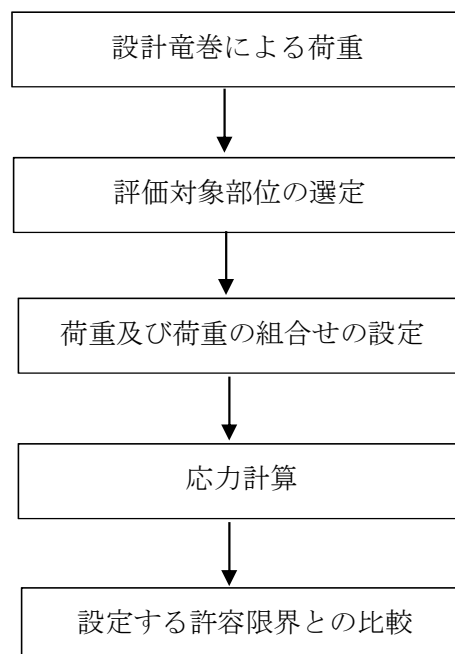 設計竜巻による荷重
評価対象部位の選定
荷重及び荷重の組合せの設定
応力計算
設定する許容限界との比較